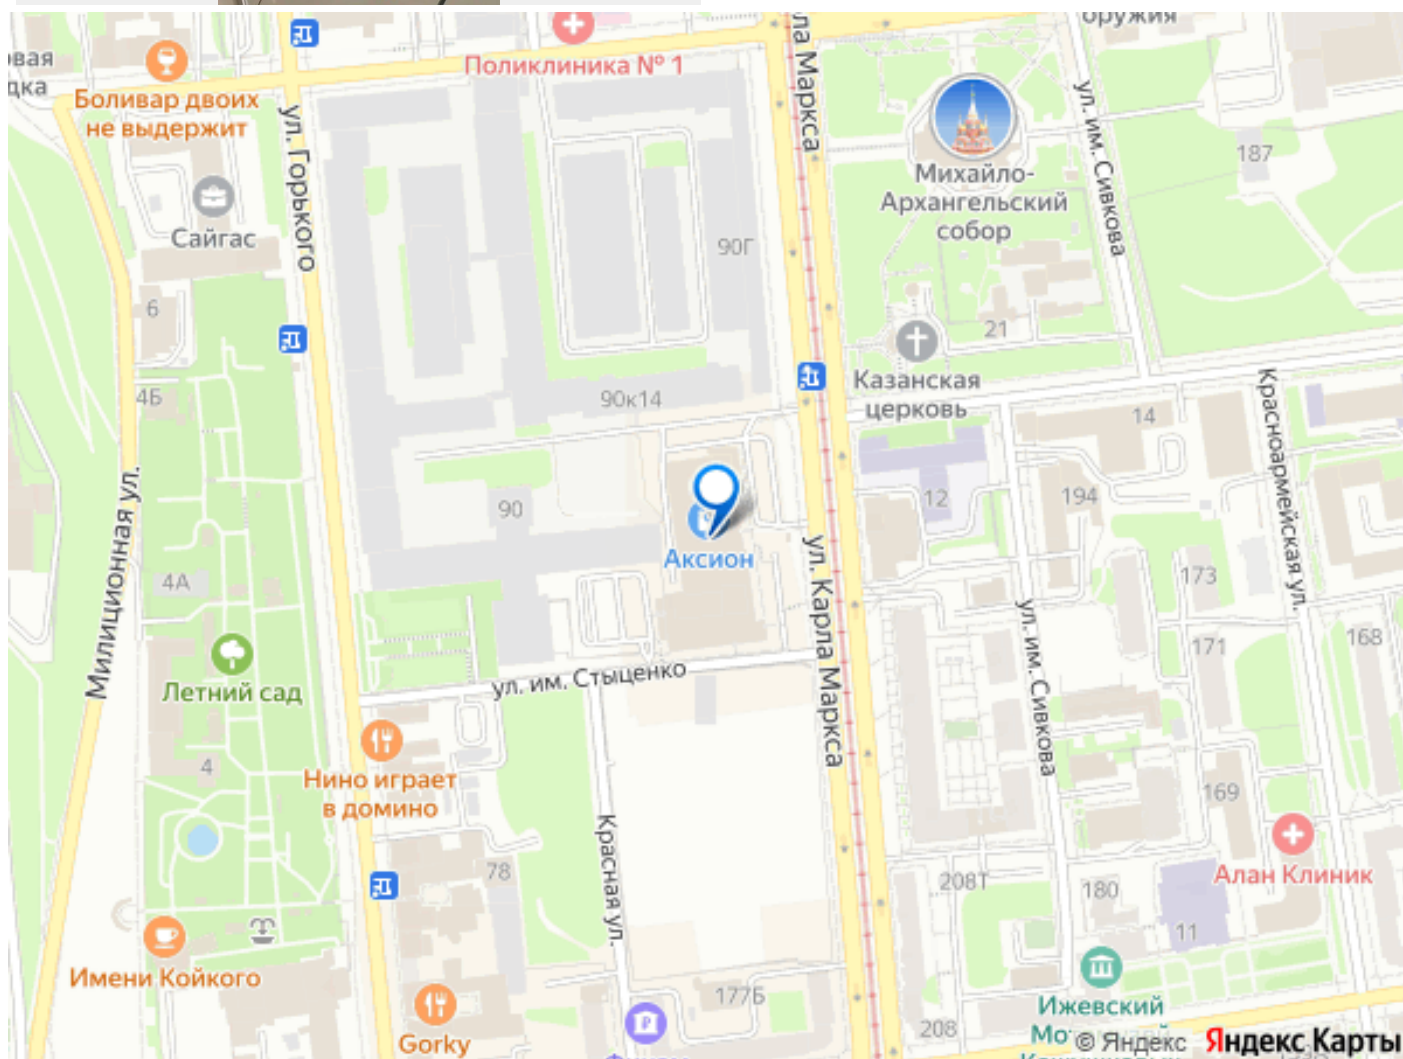 оружия
вая
дка
Боливар двоих
не выдержит
Поликлиника № 1
ла Маркса
ул. Горького
ул. им. Сивкова
187
Михайло-
Архангельский
собор
Сайгас
90Г
6
21
4Б
90к14
Казанская
церковь
14
Красноармейская ул.
Милиционная ул.
90
12
194
Аксион
ул. Карла Маркса
4А
173
ул. им. Сивкова
171
168
Летний сад
ул. им. Стыценко
4
Нино играет
в домино
169
Красная ул.
78
208Т
180
Алан Клиник
11
Имени Койкого
177Б
Ижевский
208
Gorky
© Яндекс Яндекс Карты